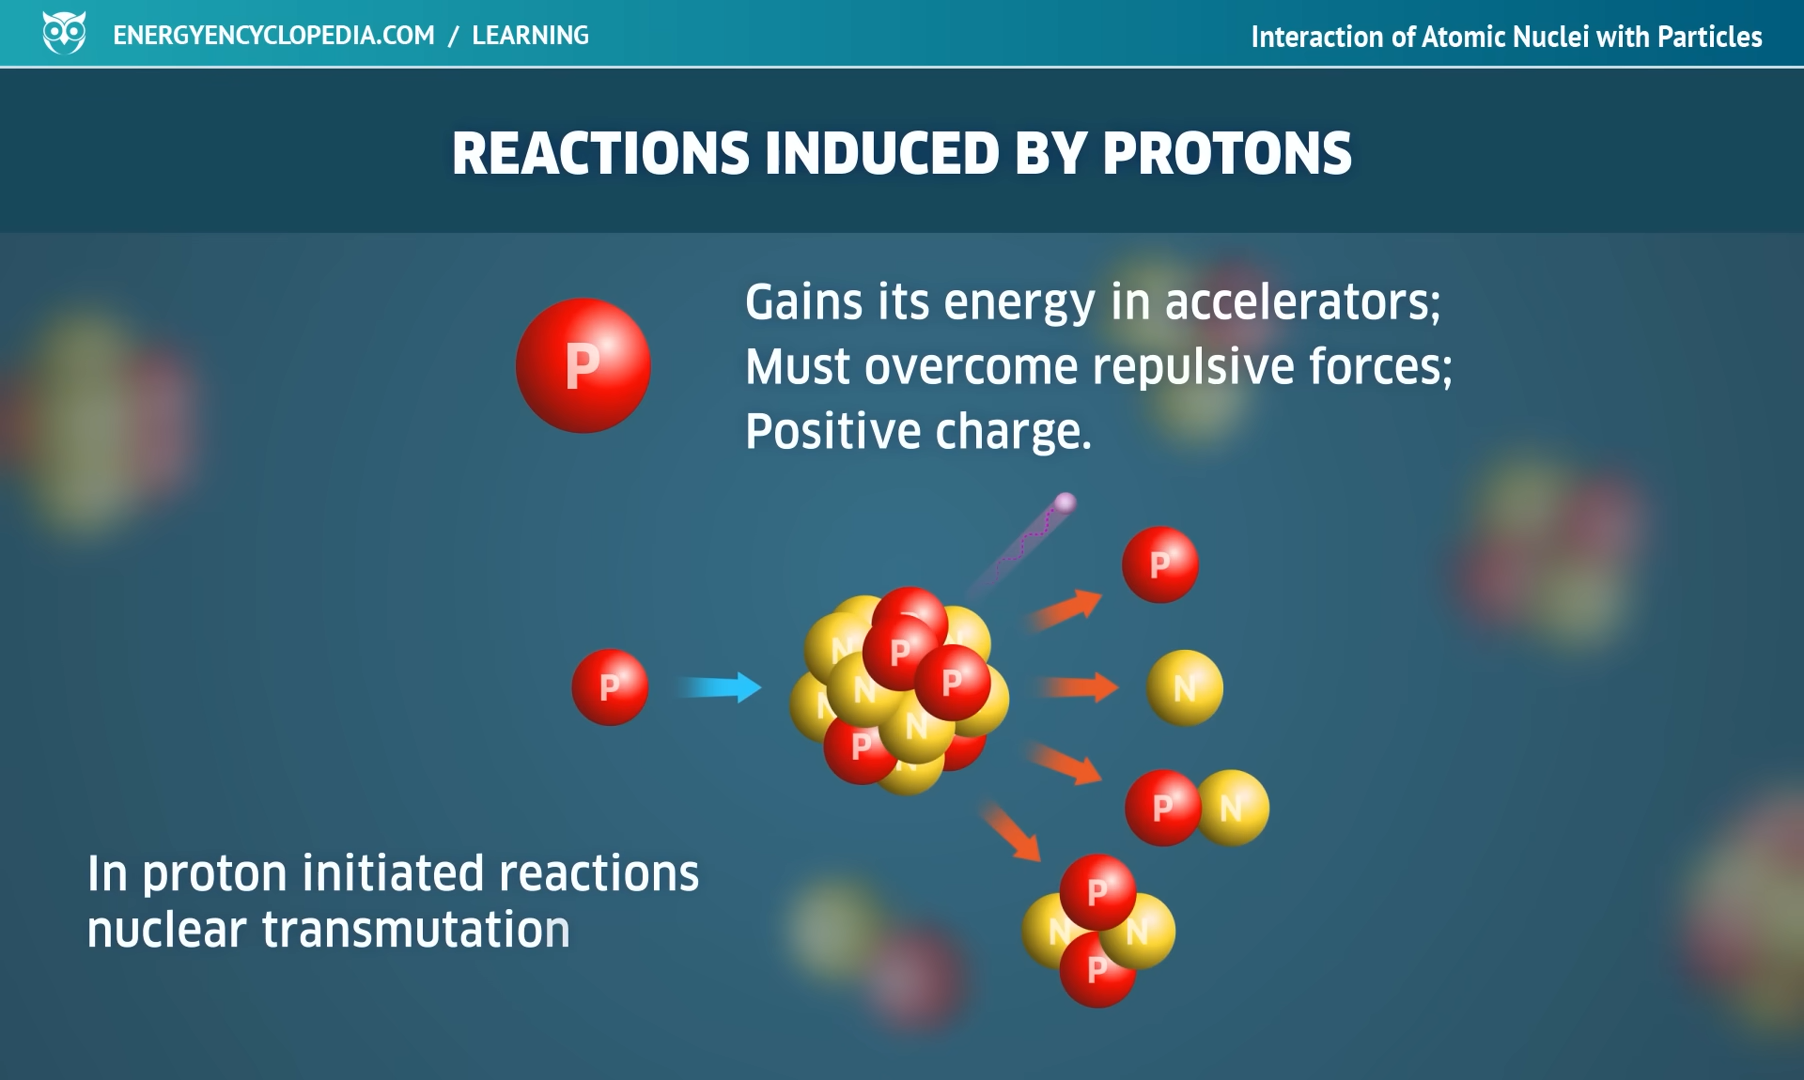 ENERGYENCYCLOPEDIA.COM / LEARNING
Interaction of Atomic Nuclei with Particles
REACTIONS INDUCED BY PROTONS
P
Gains its energy in accelerators;
Must overcome repulsive forces;
Positive charge.
P
P
N
P
N
P
N
P
N
N
N
P
N
P
N
P
N
P
N
N
P
In proton initiated reactions
nuclear transmutation